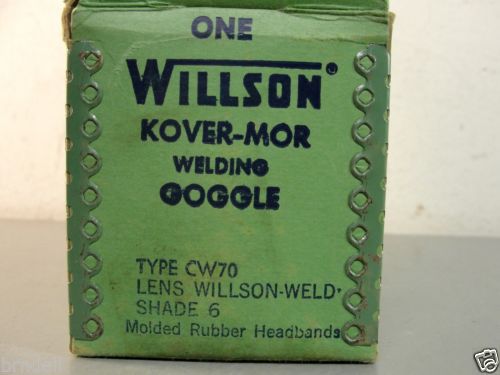 ONE
WILLSON®
KOVER-MOR
WELDING
GOGGLE
TYPE CW70
LENS WILLSON-WELD
SHADE 6
Molded Rubber Headbands